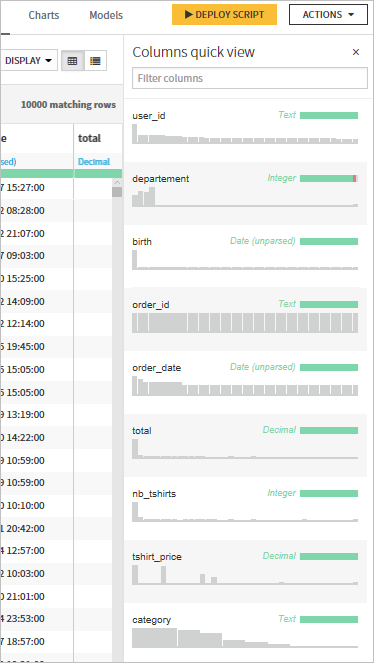 Charts Models DEPLOY SCRIPT ACTIONS
Columns quick view ×
DISPLAY
Filter columns
10000 matching rows
e total
sed) Decimal
7 15:27:00
2 08:28:00
2 21:07:00
7 09:03:00
0 15:25:00
2 14:09:00
2 12:14:00
6 19:45:00
5 15:05:00
5 15:05:00
9 13:19:00
0 14:22:00
9 10:59:00
9 10:59:00
0 10:10:00
1 20:42:00
4 12:57:00
2 10:03:00
0 21:01:00
4 23:53:00
7 18:57:00
user_id Text
departement Integer
birth Date (unparsed)
order_id Text
order_date Date (unparsed)
total Decimal
nb_tshirts Integer
tshirt_price Decimal
category Text